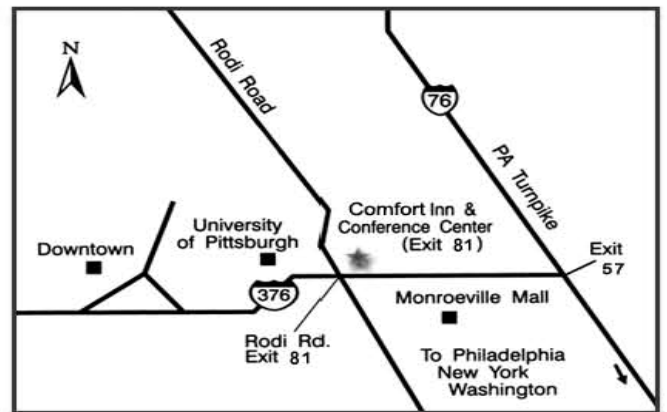 N
Rodi Road
76
PA Turnpike
Comfort Inn &
Conference Center
(Exit 81)
University
of Pittsburgh
Downtown
Exit
57
376
Monroeville Mall
Rodi Rd.
Exit 81
To Philadelphia
New York
Washington